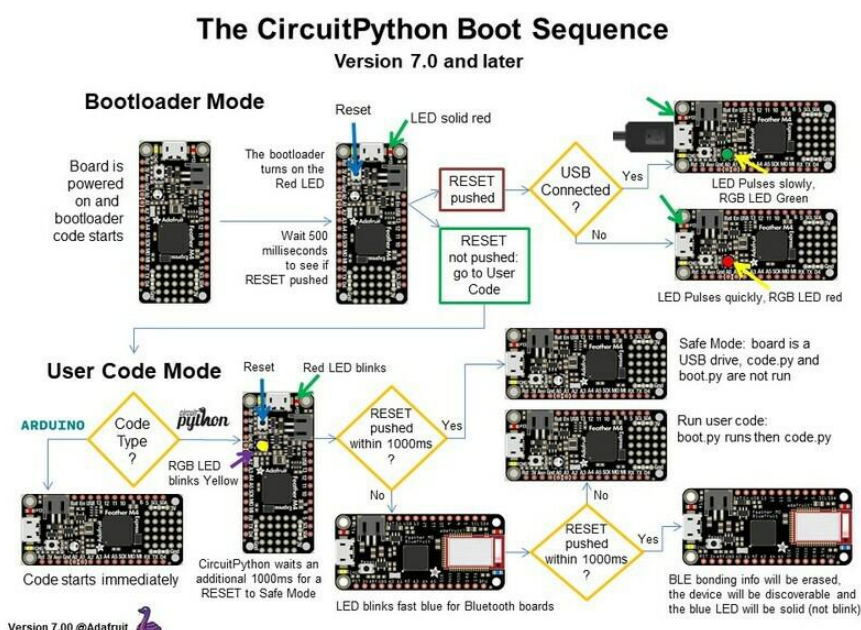 The CircuitPython Boot Sequence
Version 7.0 and later
Bootloader Mode
Board is
powered
on and
bootloader
code starts
The bootloader
turns on the
Red LED
Wait 500
milliseconds
to see if
RESET pushed
Reset
LED solid red
RESET
pushed
RESET
not pushed:
go to User
Code
USB
Connected
?
Yes
No
LED Pulses slowly,
RGB LED Green
LED Pulses quickly, RGB LED red
User Code Mode
ARDUINO
Code
Type
?
circuit
python
Code starts immediately
Reset
Red LED blinks
RGB LED
blinks Yellow
CircuitPython waits an
additional 1000ms for a
RESET to Safe Mode
RESET
pushed
within 1000ms
?
Yes
No
Safe Mode: board is a
USB drive, code.py and
boot.py are not run
Run user code:
boot.py runs then code.py
LED blinks fast blue for Bluetooth boards
RESET
pushed
within 1000ms
?
No
Yes
BLE bonding info will be erased,
the device will be discoverable and
the blue LED will be solid (not blink)
Version 7.00 @Adafruit